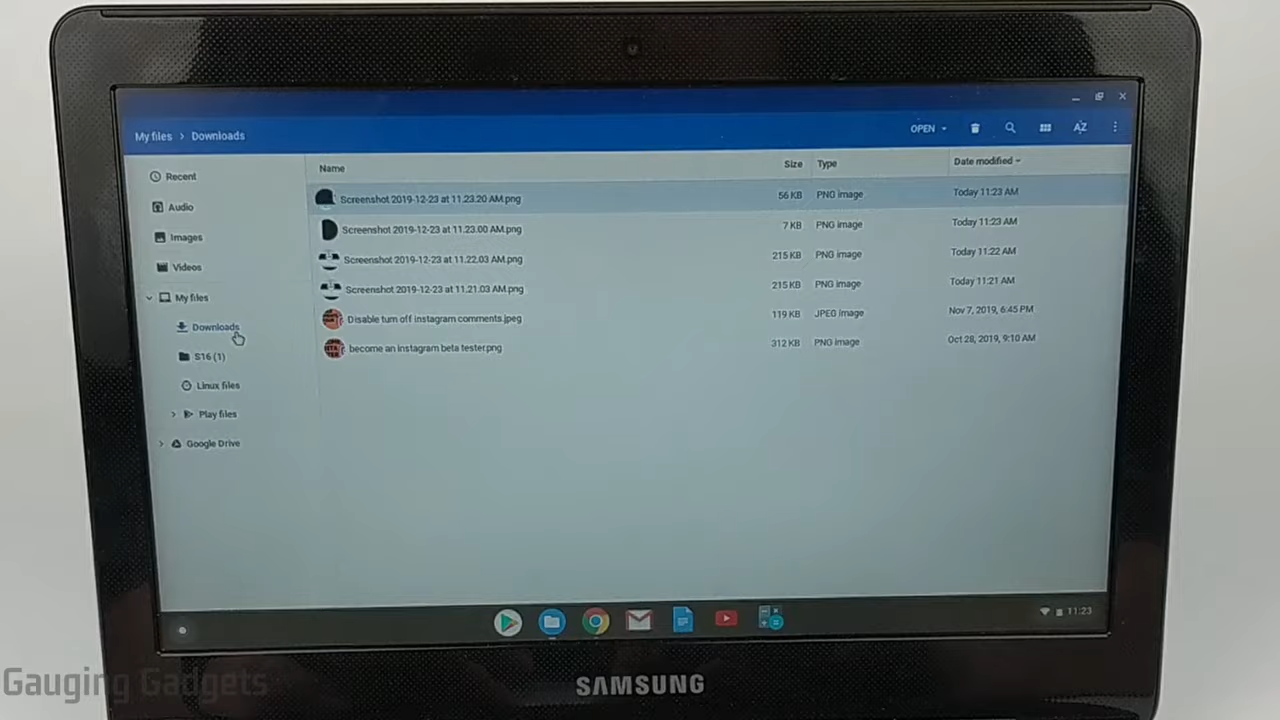 My files > Downloads
OPEN
AZ
Recent
Audio
Images
Videos
My files
Downloads
S16 (1)
Linux files
Play files
Google Drive
Name Size Type Date modified
Screenshot 2019-12-23 at 11.23.20 AM.png 56 KB PNG image Today 11:23 AM
Screenshot 2019-12-23 at 11.23.00 AM.png 7 KB PNG image Today 11:23 AM
Screenshot 2019-12-23 at 11.22.03 AM.png 215 KB PNG image Today 11:22 AM
Screenshot 2019-12-23 at 11.21.03 AM.png 215 KB PNG image Today 11:21 AM
Disable turn off instagram comments.jpeg 119 KB JPEG image Nov 7, 2019, 6:45 PM
become an instagram beta tester.png 312 KB PNG image Oct 28, 2019, 9:10 AM
11:23
Gauging Gadgets
SAMSUNG